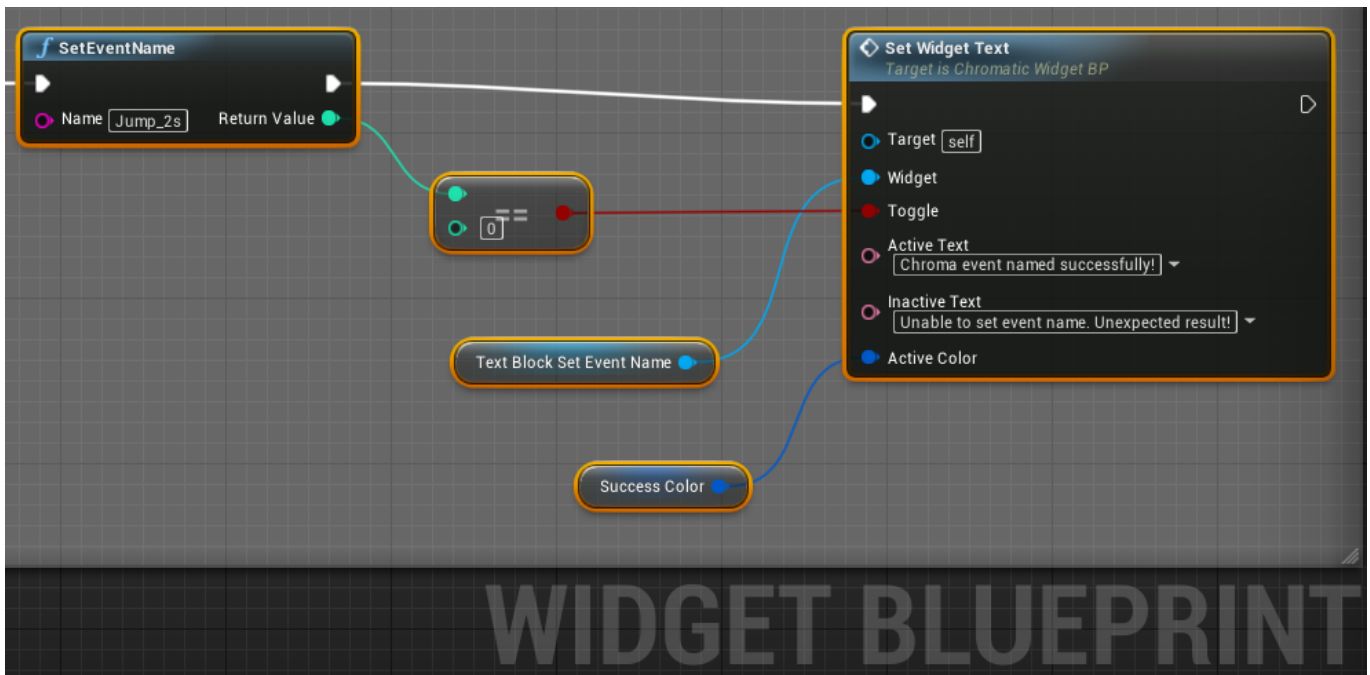 SetEventName
Name Jump_2s Return Value
==
0
Text Block Set Event Name
Success Color
Set Widget Text
Target is Chromatic Widget BP
Target self
Widget
Toggle
Active Text
Chroma event named successfully!
Inactive Text
Unable to set event name. Unexpected result!
Active Color
WIDGET BLUEPRINT